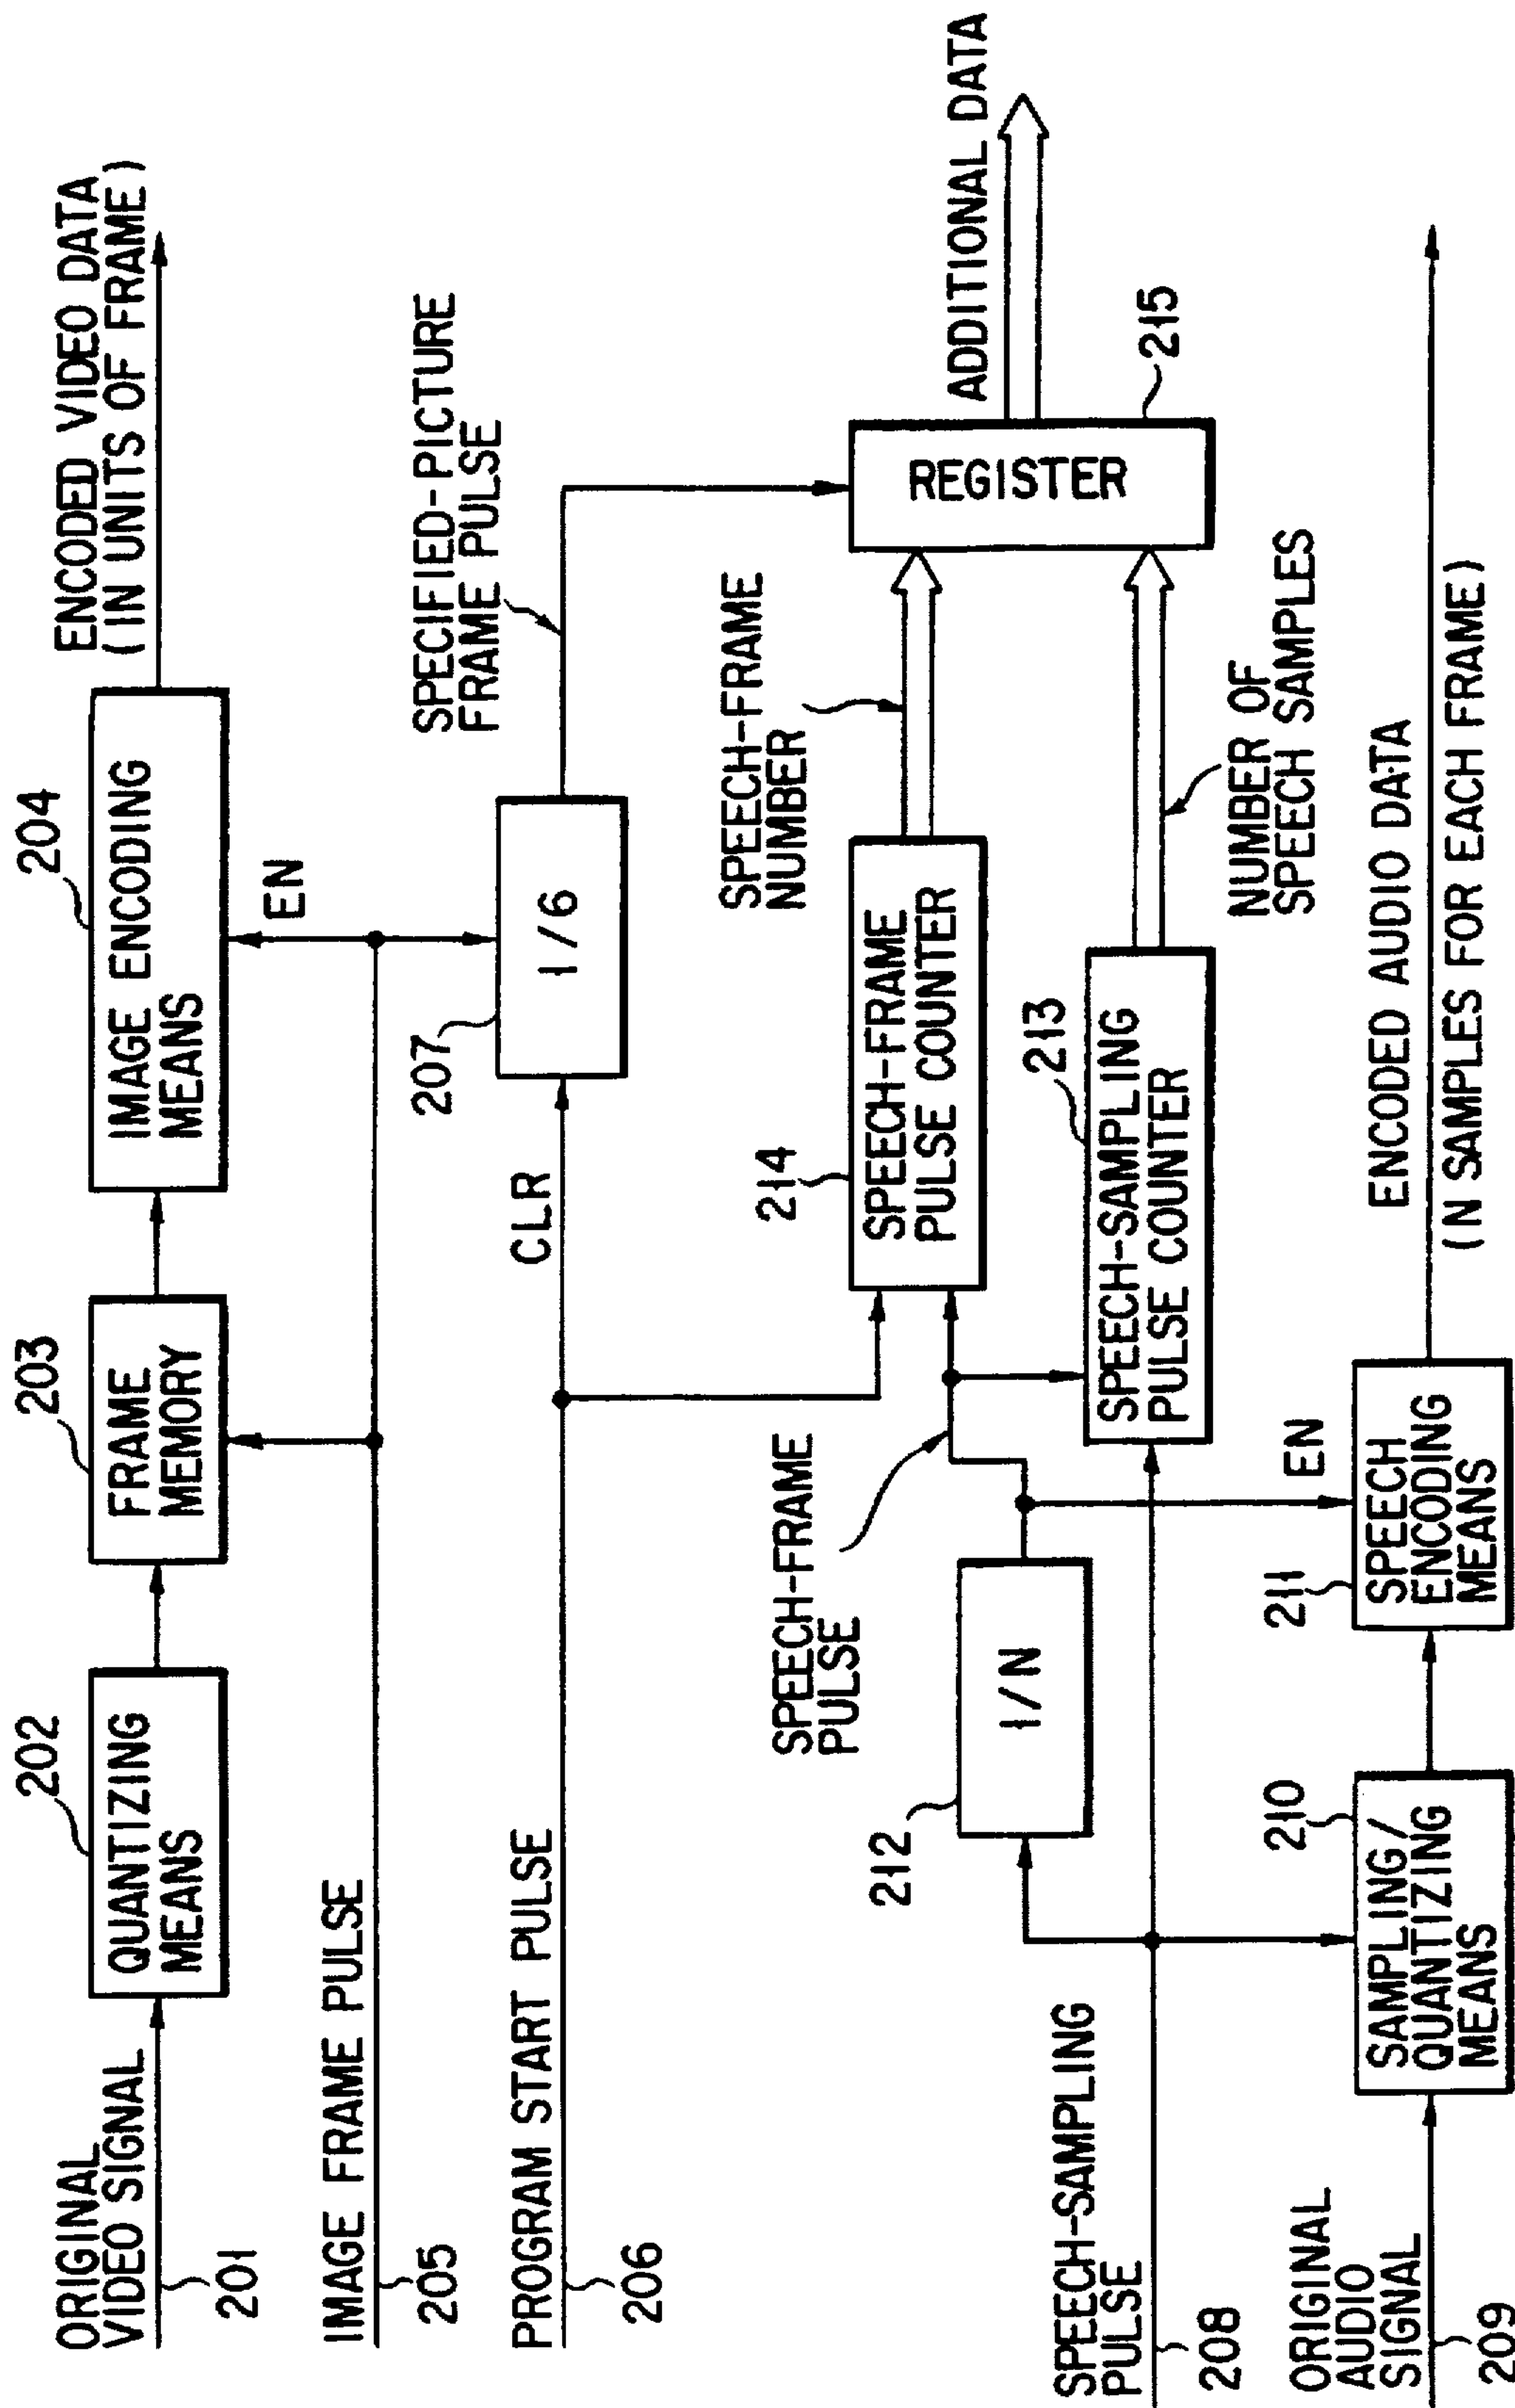 ORIGINAL
VIDEO SIGNAL
201
202
QUANTIZING
MEANS
203
FRAME
MEMORY
204
IMAGE ENCODING
MEANS
ENCODED VIDEO DATA
(IN UNITS OF FRAME)
IMAGE FRAME PULSE
205
EN
PROGRAM START PULSE
206
CLR
207
1/6
SPECIFIED-PICTURE
FRAME PULSE
SPEECH-FRAME
PULSE
214
SPEECH-FRAME
PULSE COUNTER
SPEECH-FRAME
NUMBER
REGISTER
215
ADDITIONAL DATA
212
1/N
213
SPEECH-SAMPLING
PULSE COUNTER
NUMBER OF
SPEECH SAMPLES
SPEECH-SAMPLING
PULSE
208
EN
ORIGINAL
AUDIO
SIGNAL
209
210
SAMPLING/
QUANTIZING
MEANS
211
SPEECH
ENCODING
MEANS
ENCODED AUDIO DATA
(N SAMPLES FOR EACH FRAME)